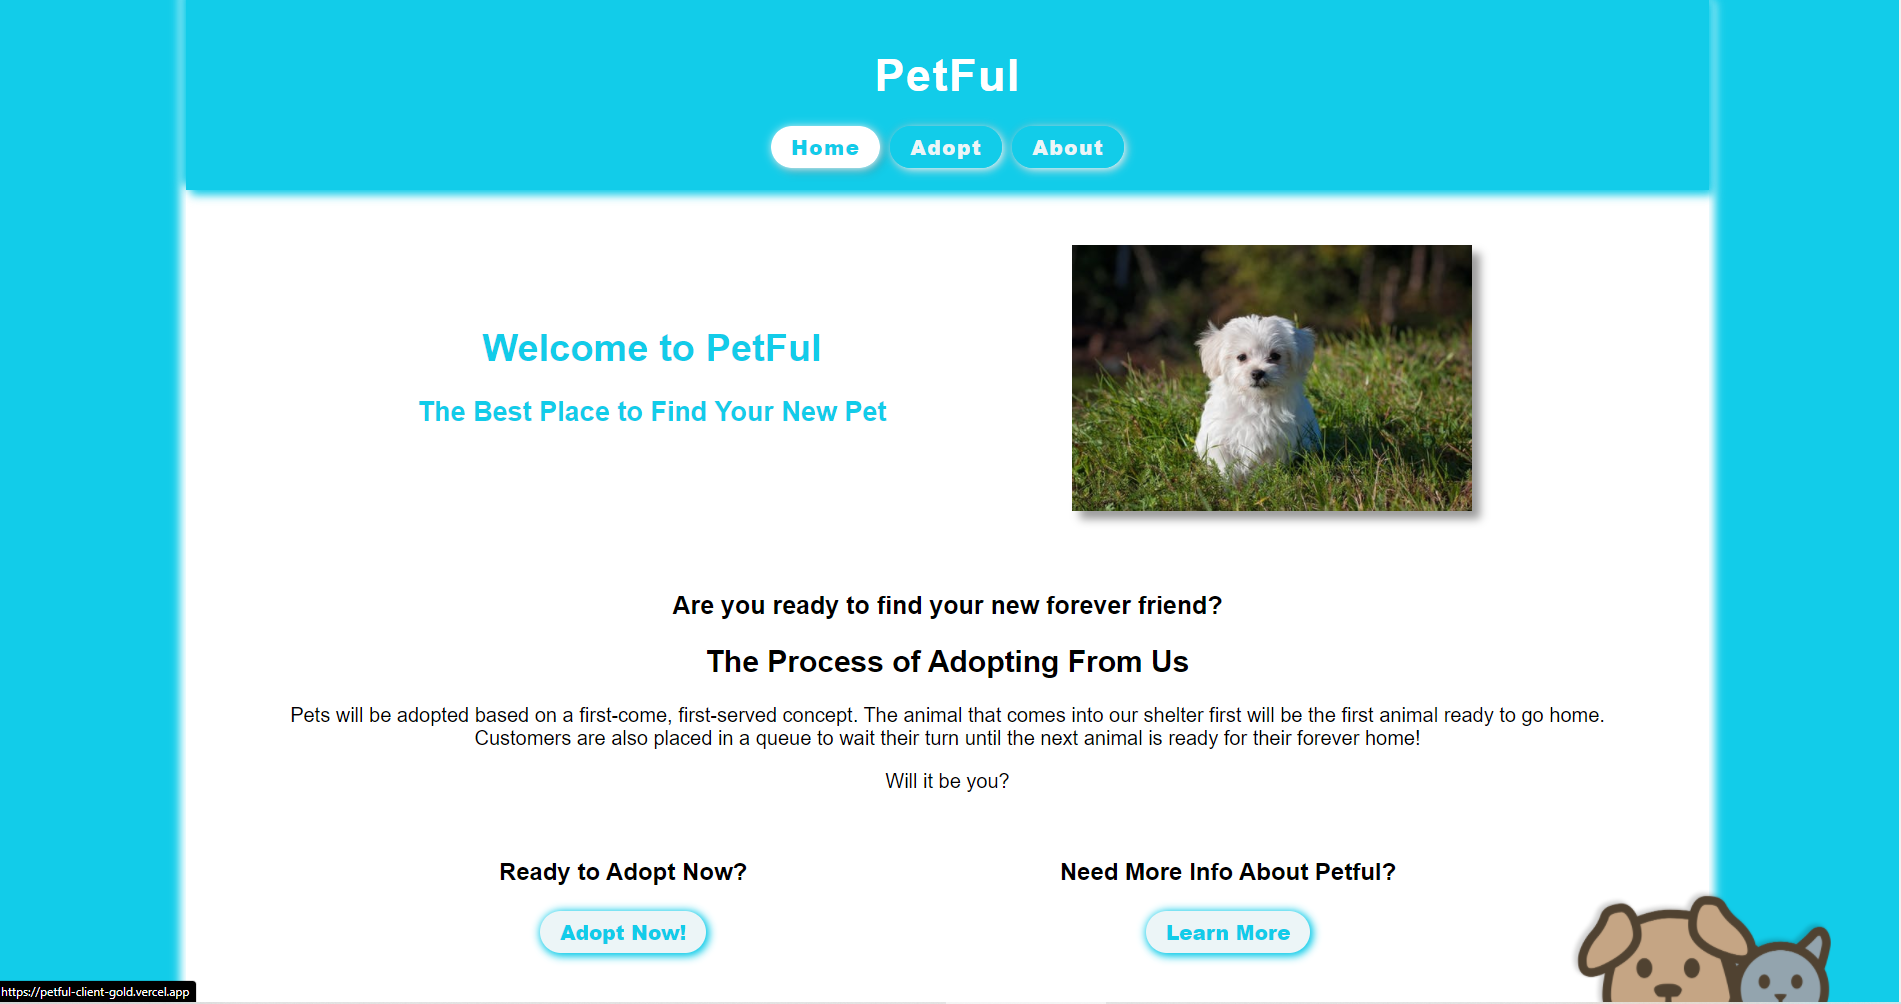 PetFul
Home Adopt About
Welcome to PetFul
The Best Place to Find Your New Pet
Are you ready to find your new forever friend?
The Process of Adopting From Us
Pets will be adopted based on a first-come, first-served concept. The animal that comes into our shelter first will be the first animal ready to go home.
Customers are also placed in a queue to wait their turn until the next animal is ready for their forever home!
Will it be you?
Ready to Adopt Now?
Adopt Now!
Need More Info About Petful?
Learn More
https://petful-client-gold.vercel.app